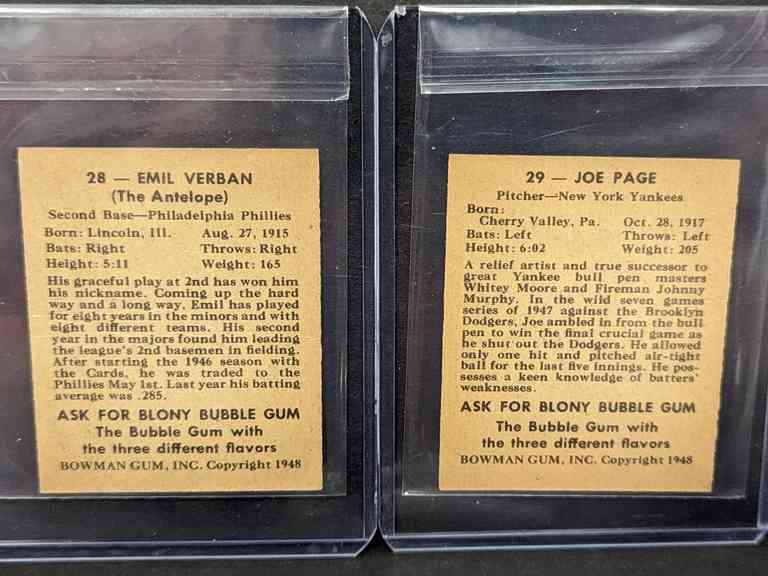 28 — EMIL VERBAN
(The Antelope)
Second Base—Philadelphia Phillies
Born: Lincoln, Ill. Aug. 27, 1915
Bats: Right Throws: Right
Height: 5:11 Weight: 165
His graceful play at 2nd has won him
his nickname. Coming up the hard
way and a long way, Emil has played
for eight years in the minors and with
eight different teams. His second
year in the majors found him leading
the league's 2nd basemen in fielding.
After starting the 1946 season with
the Cards, he was traded to the
Phillies May 1st. Last year his batting
average was .285.
ASK FOR BLONY BUBBLE GUM
The Bubble Gum with
the three different flavors
BOWMAN GUM, INC. Copyright 1948
29 — JOE PAGE
Pitcher—New York Yankees
Born:
Cherry Valley, Pa. Oct. 28, 1917
Bats: Left Throws: Left
Height: 6:02 Weight: 205
A relief artist and true successor to
great Yankee bull pen masters
Whitey Moore and Fireman Johnny
Murphy. In the wild seven games
series of 1947 against the Brooklyn
Dodgers, Joe ambled in from the bull
pen to win the final crucial game as
he shut out the Dodgers. He allowed
only one hit and pitched air-tight
ball for the last five innings. He pos-
sesses a keen knowledge of batters'
weaknesses.
ASK FOR BLONY BUBBLE GUM
The Bubble Gum with
the three different flavors
BOWMAN GUM, INC. Copyright 1948